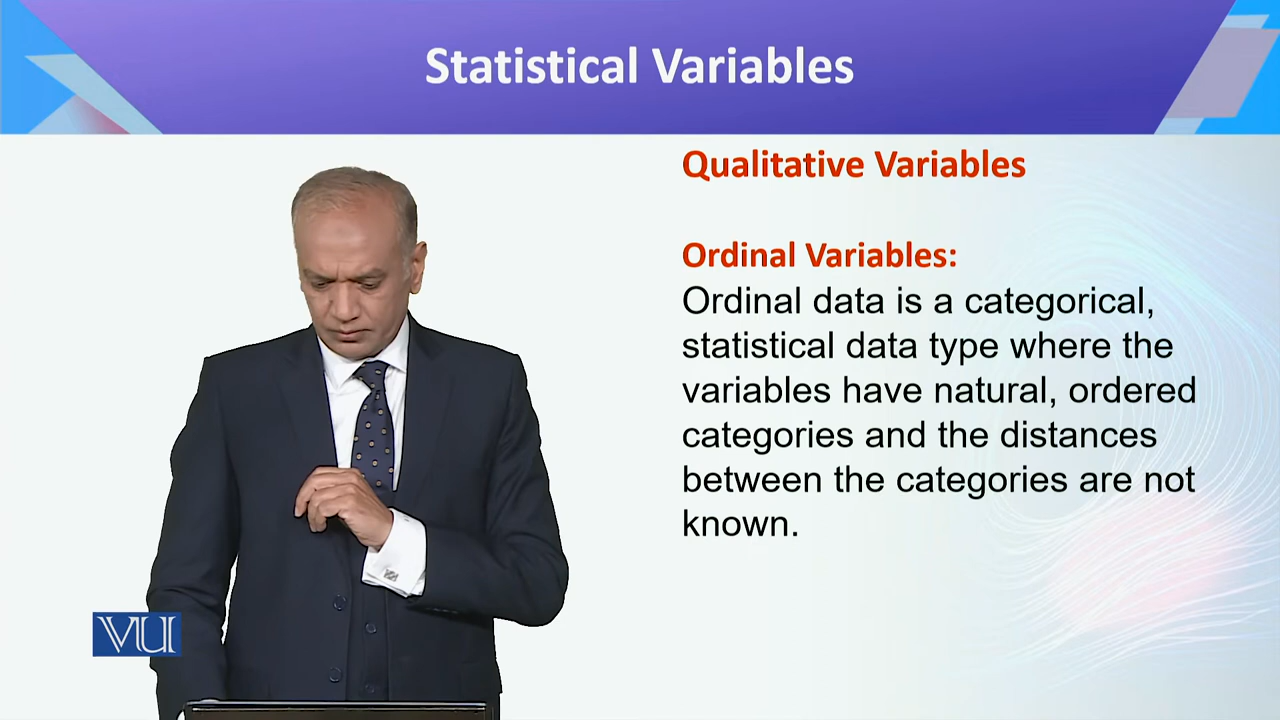 Statistical Variables
Qualitative Variables
Ordinal Variables:
Ordinal data is a categorical,
statistical data type where the
variables have natural, ordered
categories and the distances
between the categories are not
known.
VU